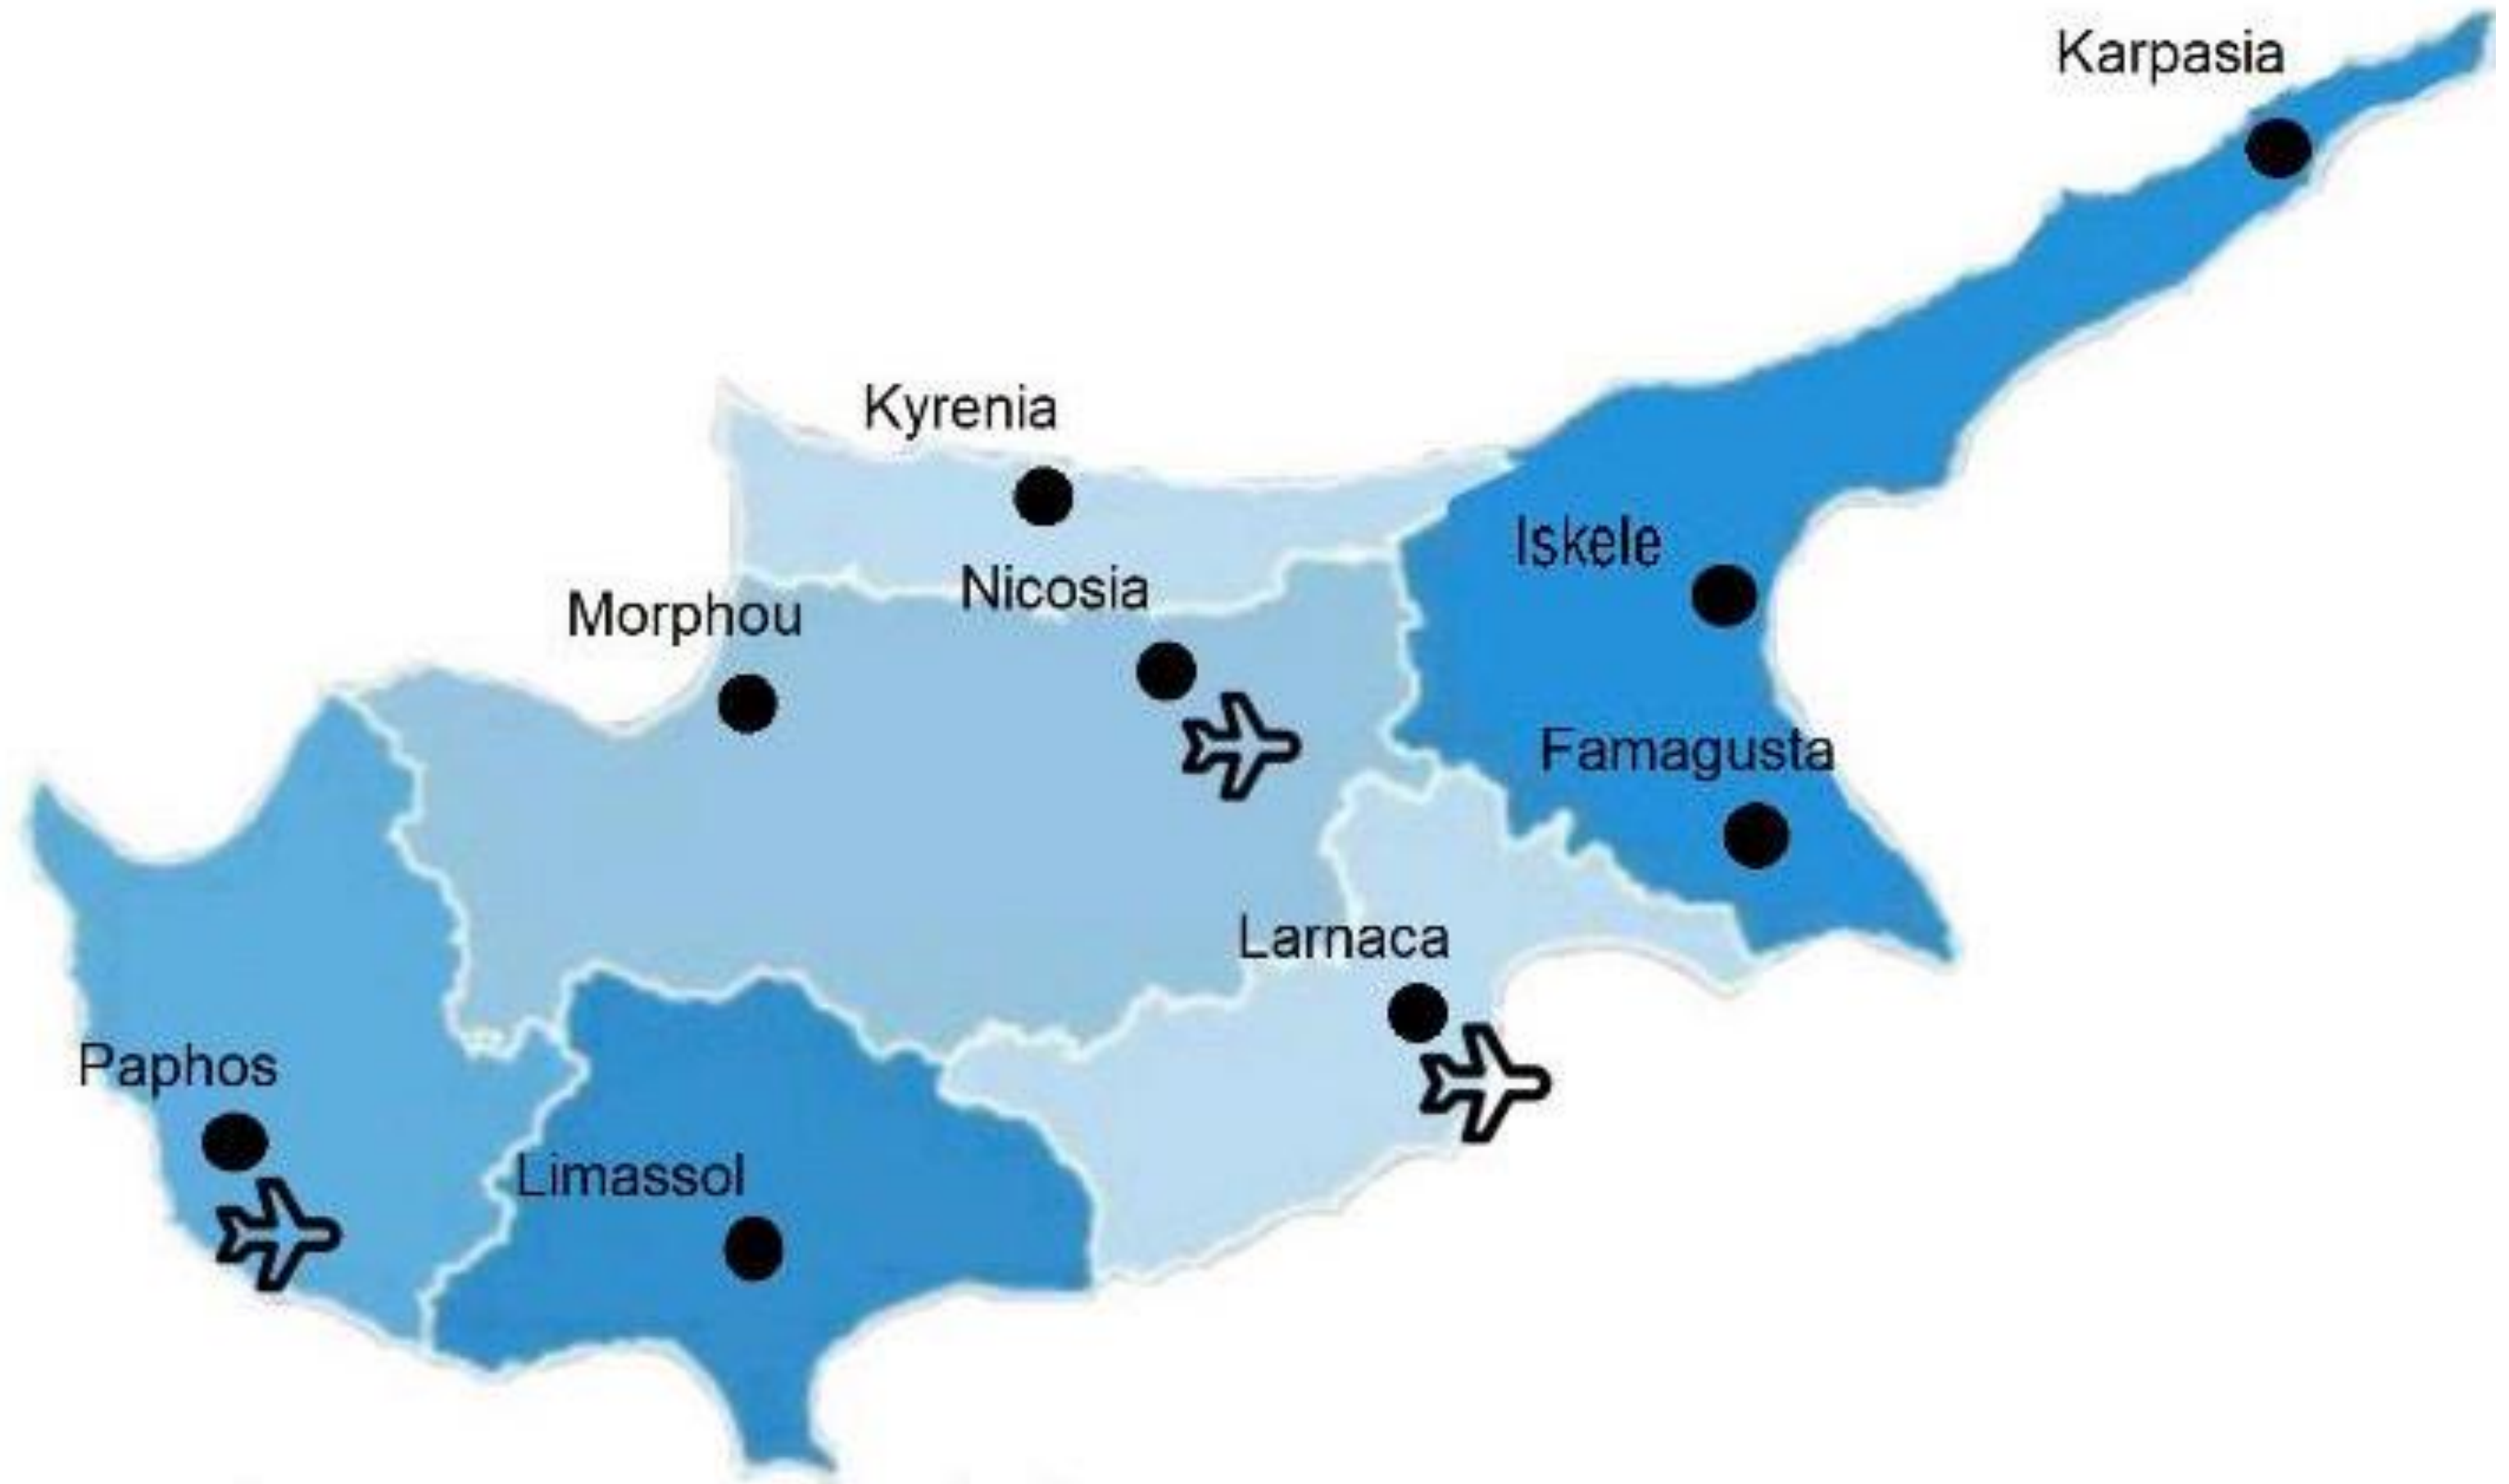 Karpasia
Kyrenia
Iskele
Nicosia
Morphou
Famagusta
Larnaca
Paphos
Limassol